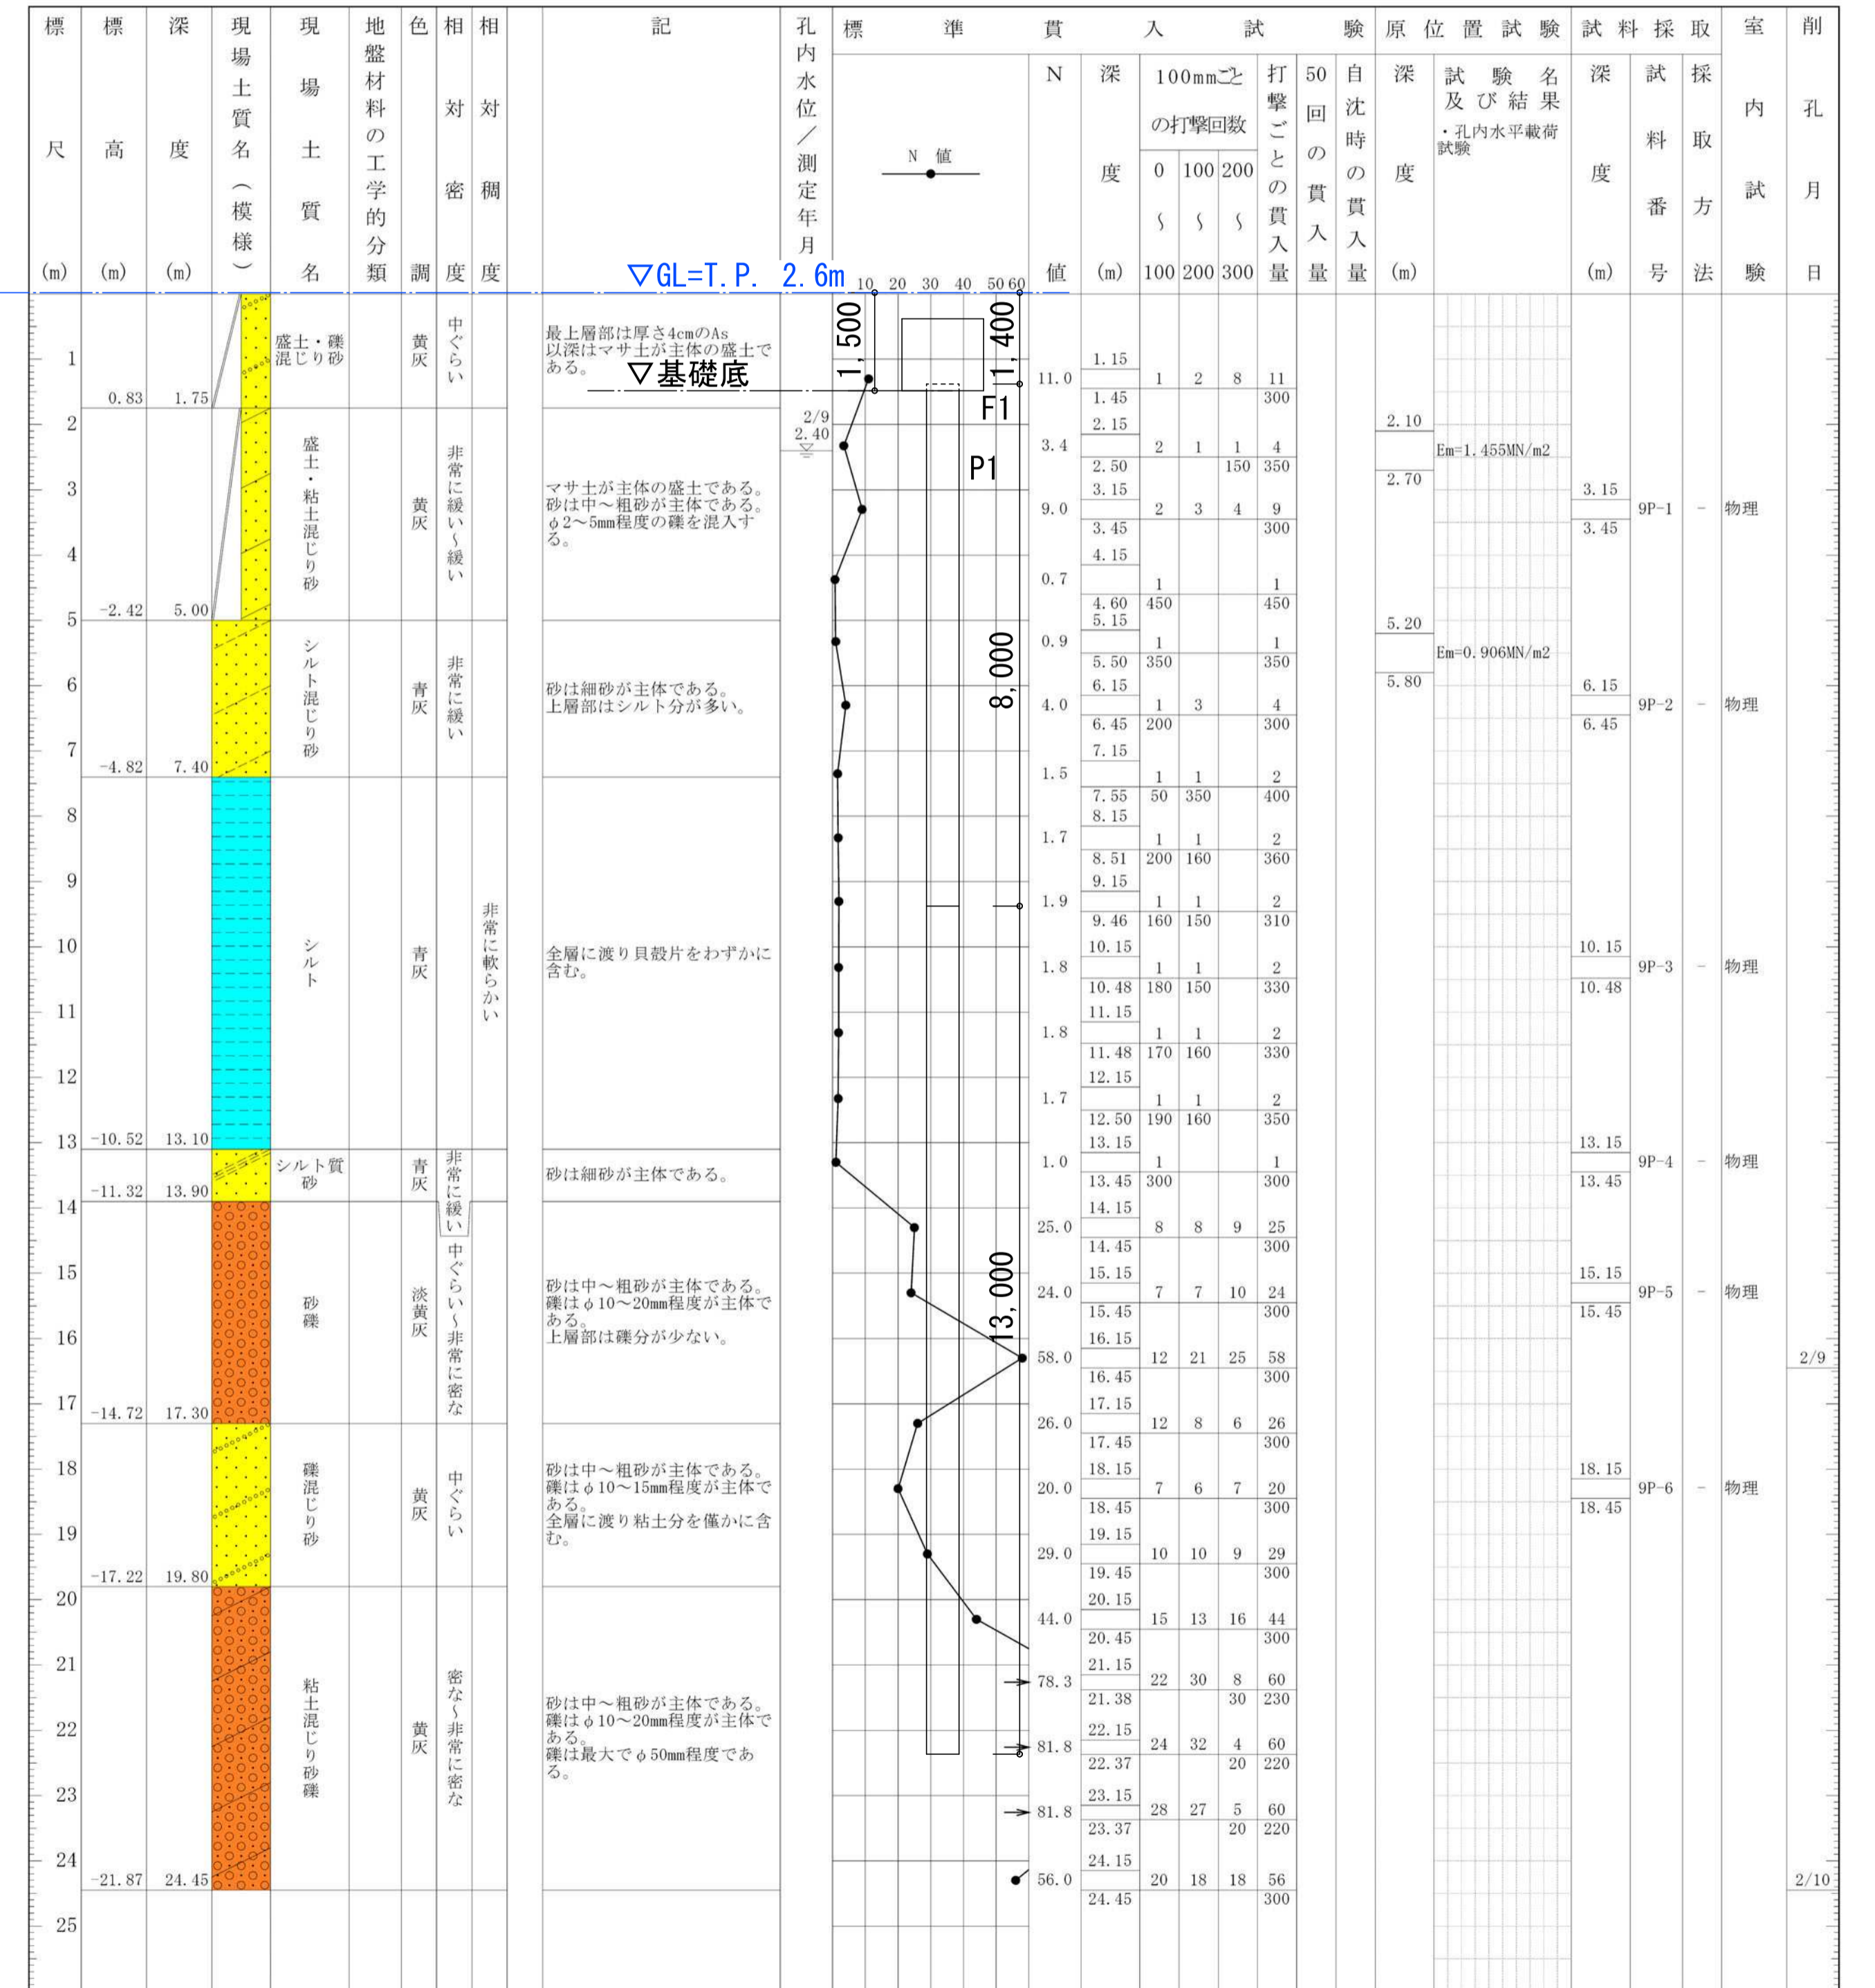 標尺(m)
標高(m)
深度(m)
現場土質名(模様)
現場土質名
地盤材料の工学的分類
色調
相対密度
相対稠度
記
孔内水位/測定年月
標準貫入試験
N 値
N値
深度(m)
100mmごとの打撃回数
0〜100
100〜200
200〜300
打撃ごとの貫入量
50回の貫入量
自沈時の貫入量
原位置試験
深度(m)
試験名及び結果
・孔内水平載荷試験
試料採取
深度(m)
試料番号
採取方法
室内試験
削孔月日
▽GL=T.P. 2.6m
10 20 30 40 50 60
1,500
1,400
▽基礎底
F1
P1
8,000
13,000
1
2
3
4
5
6
7
8
9
10
11
12
13
14
15
16
17
18
19
20
21
22
23
24
25
0.83 1.75
盛土・礫混じり砂
黄灰
中ぐらい
最上層部は厚さ4cmのAs
以深はマサ土が主体の盛土で
ある。
-2.42 5.00
盛土・粘土混じり砂
黄灰
非常に緩い〜緩い
マサ土が主体の盛土である。
砂は中〜粗砂が主体である。
φ2〜5mm程度の礫を混入す
る。
2/9
2.40
-4.82 7.40
シルト混じり砂
青灰
非常に緩い
砂は細砂が主体である。
上層部はシルト分が多い。
-10.52 13.10
シルト
青灰
非常に軟らかい
全層に渡り貝殻片をわずかに
含む。
-11.32 13.90
シルト質砂
青灰
非常に緩い
砂は細砂が主体である。
-14.72 17.30
砂礫
淡黄灰
中ぐらい〜非常に密な
砂は中〜粗砂が主体である。
礫はφ10〜20mm程度が主体で
ある。
上層部は礫分が少ない。
-17.22 19.80
礫混じり砂
黄灰
中ぐらい
砂は中〜粗砂が主体である。
礫はφ10〜15mm程度が主体で
ある。
全層に渡り粘土分を僅かに含
む。
-21.87 24.45
粘土混じり砂礫
黄灰
密な〜非常に密な
砂は中〜粗砂が主体である。
礫はφ10〜20mm程度が主体で
ある。
礫は最大でφ50mm程度であ
る。
1.15
11.0 1 2 8 11
1.45 300
2.15
3.4 2 1 1 4
2.50 150 350
3.15
9.0 2 3 4 9
3.45 300
4.15
0.7 1 1
4.60 450 450
5.15
0.9 1 1
5.50 350 350
6.15
4.0 1 3 4
6.45 200 300
7.15
1.5 1 1 2
7.55 50 350 400
8.15
1.7 1 1 2
8.51 200 160 360
9.15
1.9 1 1 2
9.46 160 150 310
10.15
1.8 1 1 2
10.48 180 150 330
11.15
1.8 1 1 2
11.48 170 160 330
12.15
1.7 1 1 2
12.50 190 160 350
13.15
1.0 1 1
13.45 300 300
14.15
25.0 8 8 9 25
14.45 300
15.15
24.0 7 7 10 24
15.45 300
16.15
58.0 12 21 25 58
16.45 300
17.15
26.0 12 8 6 26
17.45 300
18.15
20.0 7 6 7 20
18.45 300
19.15
29.0 10 10 9 29
19.45 300
20.15
44.0 15 13 16 44
20.45 300
21.15
78.3 22 30 8 60
21.38 30 230
22.15
81.8 24 32 4 60
22.37 20 220
23.15
81.8 28 27 5 60
23.37 20 220
24.15
56.0 20 18 18 56
24.45 300
2.10
Em=1.455MN/m2
2.70
5.20
Em=0.906MN/m2
5.80
3.15
9P-1 - 物理
3.45
6.15
9P-2 - 物理
6.45
10.15
9P-3 - 物理
10.48
13.15
9P-4 - 物理
13.45
15.15
9P-5 - 物理
15.45
18.15
9P-6 - 物理
18.45
2/9
2/10